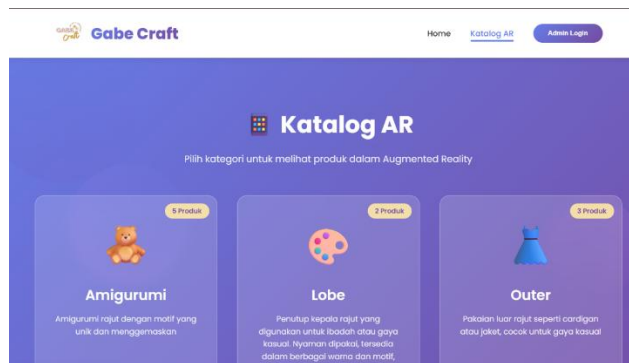 GABE
Craft
Gabe Craft
Home
Katalog AR
Admin Login
Katalog AR
Pilih kategori untuk melihat produk dalam Augmented Reality
5 Produk
Amigurumi
Amigurumi rajut dengan motif yang
unik dan menggemaskan
2 Produk
Lobe
Penutup kepala rajut yang
digunakan untuk ibadah atau gaya
kasual. Nyaman dipakai, tersedia
dalam berbagai warna dan motif,
3 Produk
Outer
Pakaian luar rajut seperti cardigan
atau jaket, cocok untuk gaya kasual